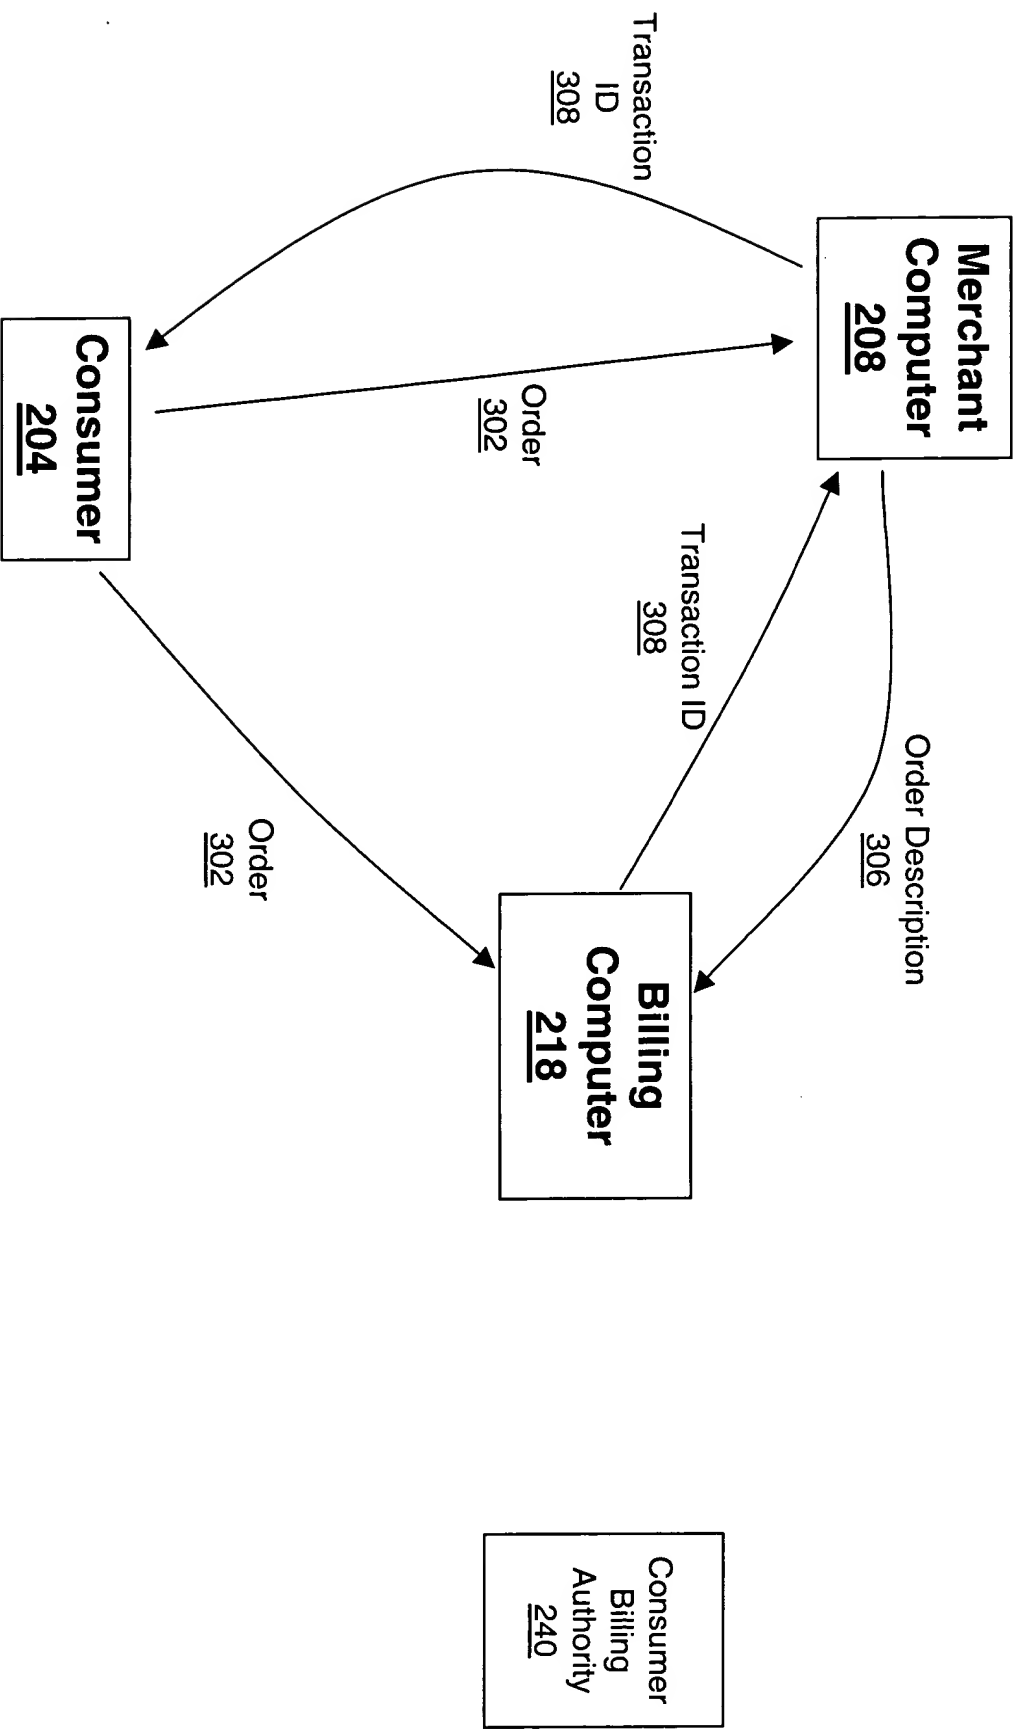 Merchant
Computer
208
Order Description
306
Transaction
ID
308
Transaction ID
308
Order
302
Billing
Computer
218
Consumer
Billing
Authority
240
Order
302
Consumer
204